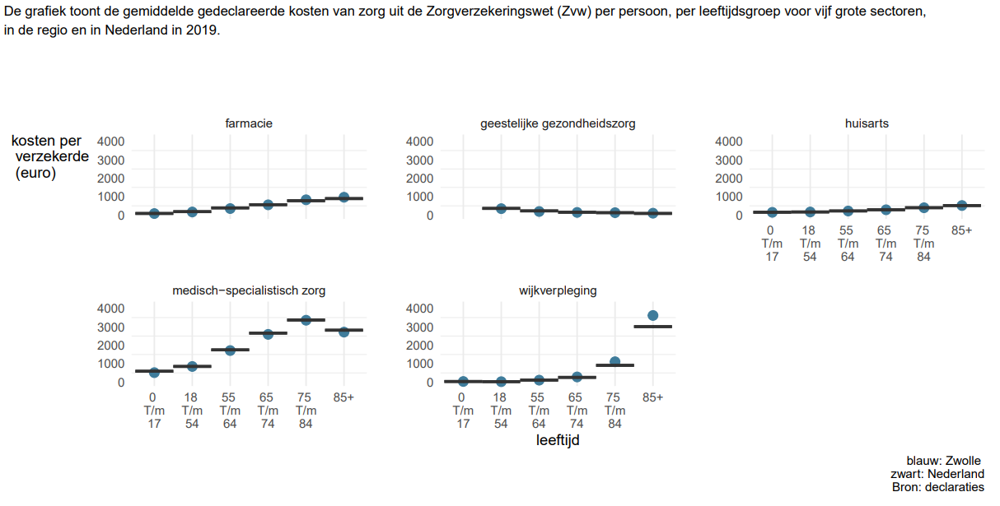 De grafiek toont de gemiddelde gedeclareerde kosten van zorg uit de Zorgverzekeringswet (Zvw) per persoon, per leeftijdsgroep voor vijf grote sectoren,
in de regio en in Nederland in 2019.
kosten per
verzekerde
(euro)
farmacie
4000
3000
2000
1000
0
geestelijke gezondheidszorg
4000
3000
2000
1000
0
huisarts
4000
3000
2000
1000
0
0 18 55 65 75 85+
T/m T/m T/m T/m T/m
17 54 64 74 84
medisch−specialistisch zorg
4000
3000
2000
1000
0
0 18 55 65 75 85+
T/m T/m T/m T/m T/m
17 54 64 74 84
wijkverpleging
4000
3000
2000
1000
0
0 18 55 65 75 85+
T/m T/m T/m T/m T/m
17 54 64 74 84
leeftijd
blauw: Zwolle
zwart: Nederland
Bron: declaraties